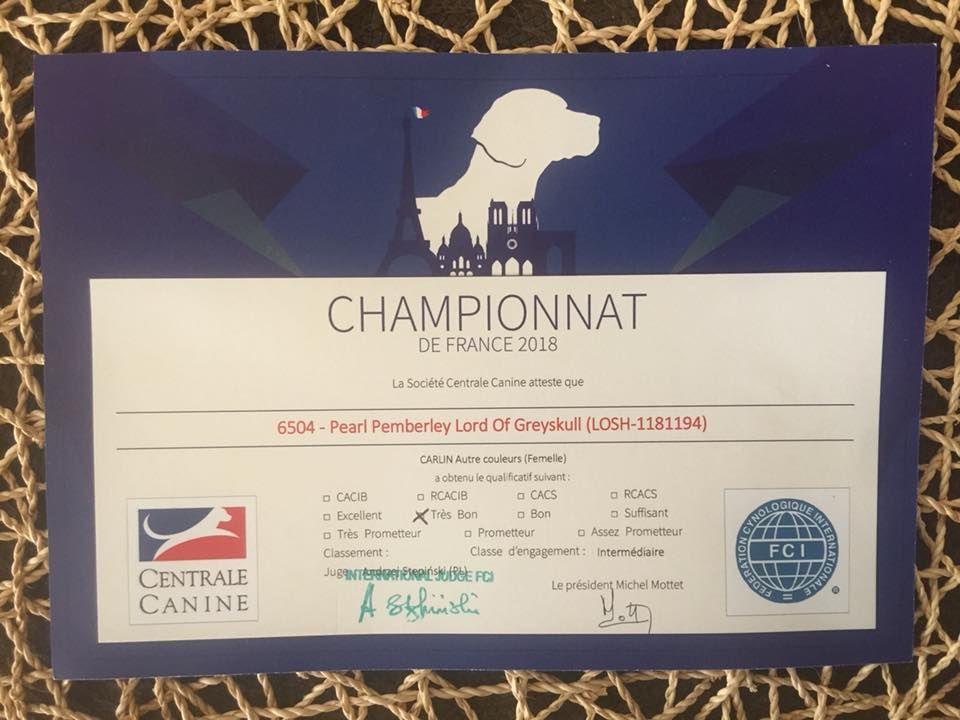 CHAMPIONNAT
DE FRANCE 2018
La Société Centrale Canine atteste que
6504 - Pearl Pemberley Lord Of Greyskull (LOSH-1181194)
CARLIN Autre couleurs (Femelle)
a obtenu le qualificatif suivant :
□ CACIB □ RCACIB □ CACS □ RCACS
□ Excellent ☒ Très Bon □ Bon □ Suffisant
□ Très Prometteur □ Prometteur □ Assez Prometteur
Classement : Classe d'engagement : Intermédiaire
Juge Andrzej Stepiński (PL)
INTERNATIONAL JUDGE FCI
Le président Michel Mottet
CENTRALE
CANINE
FEDERATION CYNOLOGIQUE INTERNATIONALE
FCI